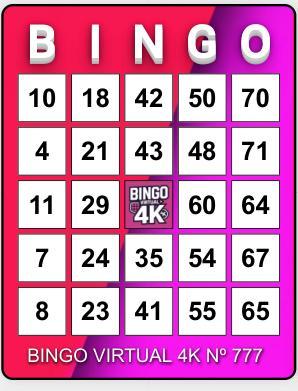 BINGO
10 18 42 50 70
4 21 43 48 71
11 29 BINGO VIRTUAL 4K 60 64
7 24 35 54 67
8 23 41 55 65
BINGO VIRTUAL 4K Nº 777